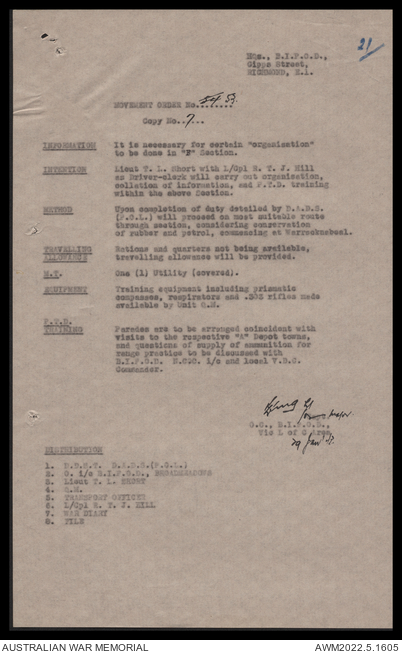 21
HQs., B.I.P.O.D.,
Gipps Street,
RICHMOND, E.1.
MOVEMENT ORDER No. 54 53.
Copy No. 7
INFORMATION It is necessary for certain "organisation"
to be done in "F" Section.
INTENTION Lieut T. L. with L/Cpl R. T. J. Hill
as Driver-clerk will carry out organisation,
collation of information, and P.T.D. training
within the above Section.
METHOD Upon completion of duty detailed by D.A.D.S.
(P.O.L.) will proceed on most suitable route
through section, considering conservation
of rubber and petrol, commencing at Warracknabeal.
TRAVELLING ALLOWANCE Rations and quarters not being available,
travelling allowance will be provided.
M.T. One (1) Utility (covered).
EQUIPMENT Training equipment including prismatic
compasses, respirators and .303 rifles made
available by Unit Q.M.
P.T.D. TRAINING Parades are to be arranged coincident with
visits to the respective "A" Depot towns,
and questions of supply of ammunition for
range practice to be discussed with
N.C.O. i/c and local V.D.C.
Commander.
Major
O.C., B.I.P.O.D.,
Vic L of C Area
29 Jan
DISTRIBUTION
1. D.D.S.T. D.A.D.S.(P.O.L.)
2. O. i/c
3. Lieut T. L.
4. Q.M.
5. TRANSPORT OFFICER
6. L/Cpl R. T. J. HILL
7. WAR DIARY
8. FILE
AUSTRALIAN WAR MEMORIAL
AWM2022.5.1605